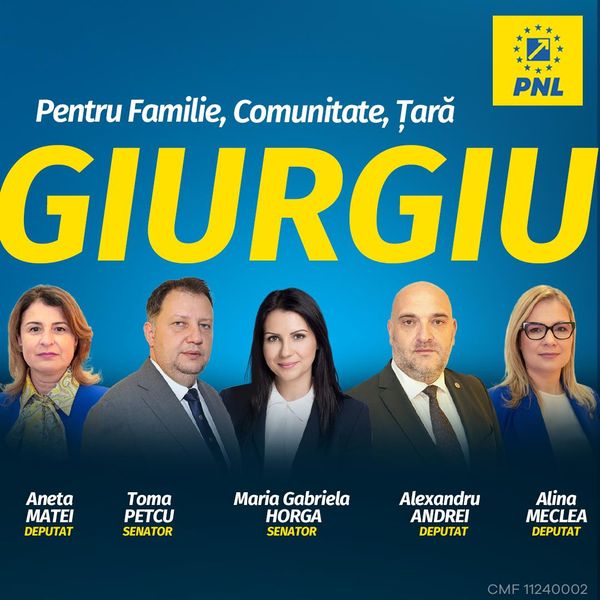 PNL
Pentru Familie, Comunitate, Țară
GIURGIU
Aneta
MATEI
DEPUTAT
Toma
PETCU
SENATOR
Maria Gabriela
HORGA
SENATOR
Alexandru
ANDREI
DEPUTAT
Alina
MECLEA
DEPUTAT
CMF 11240002